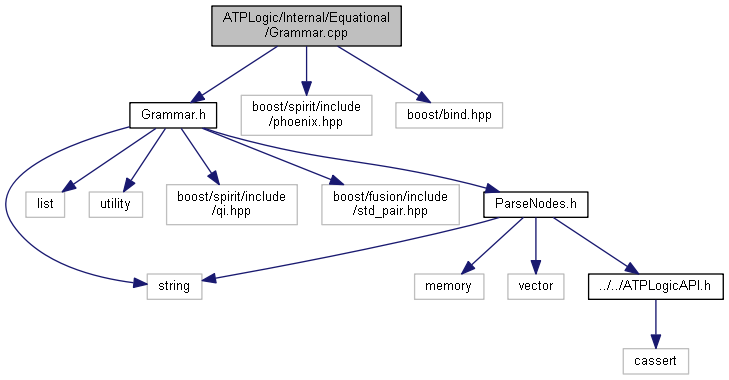 ATPLogic/Internal/Equational
/Grammar.cpp
Grammar.h
boost/spirit/include
/phoenix.hpp
boost/bind.hpp
list
utility
boost/spirit/include
/qi.hpp
boost/fusion/include
/std_pair.hpp
ParseNodes.h
string
memory
vector
../../ATPLogicAPI.h
cassert